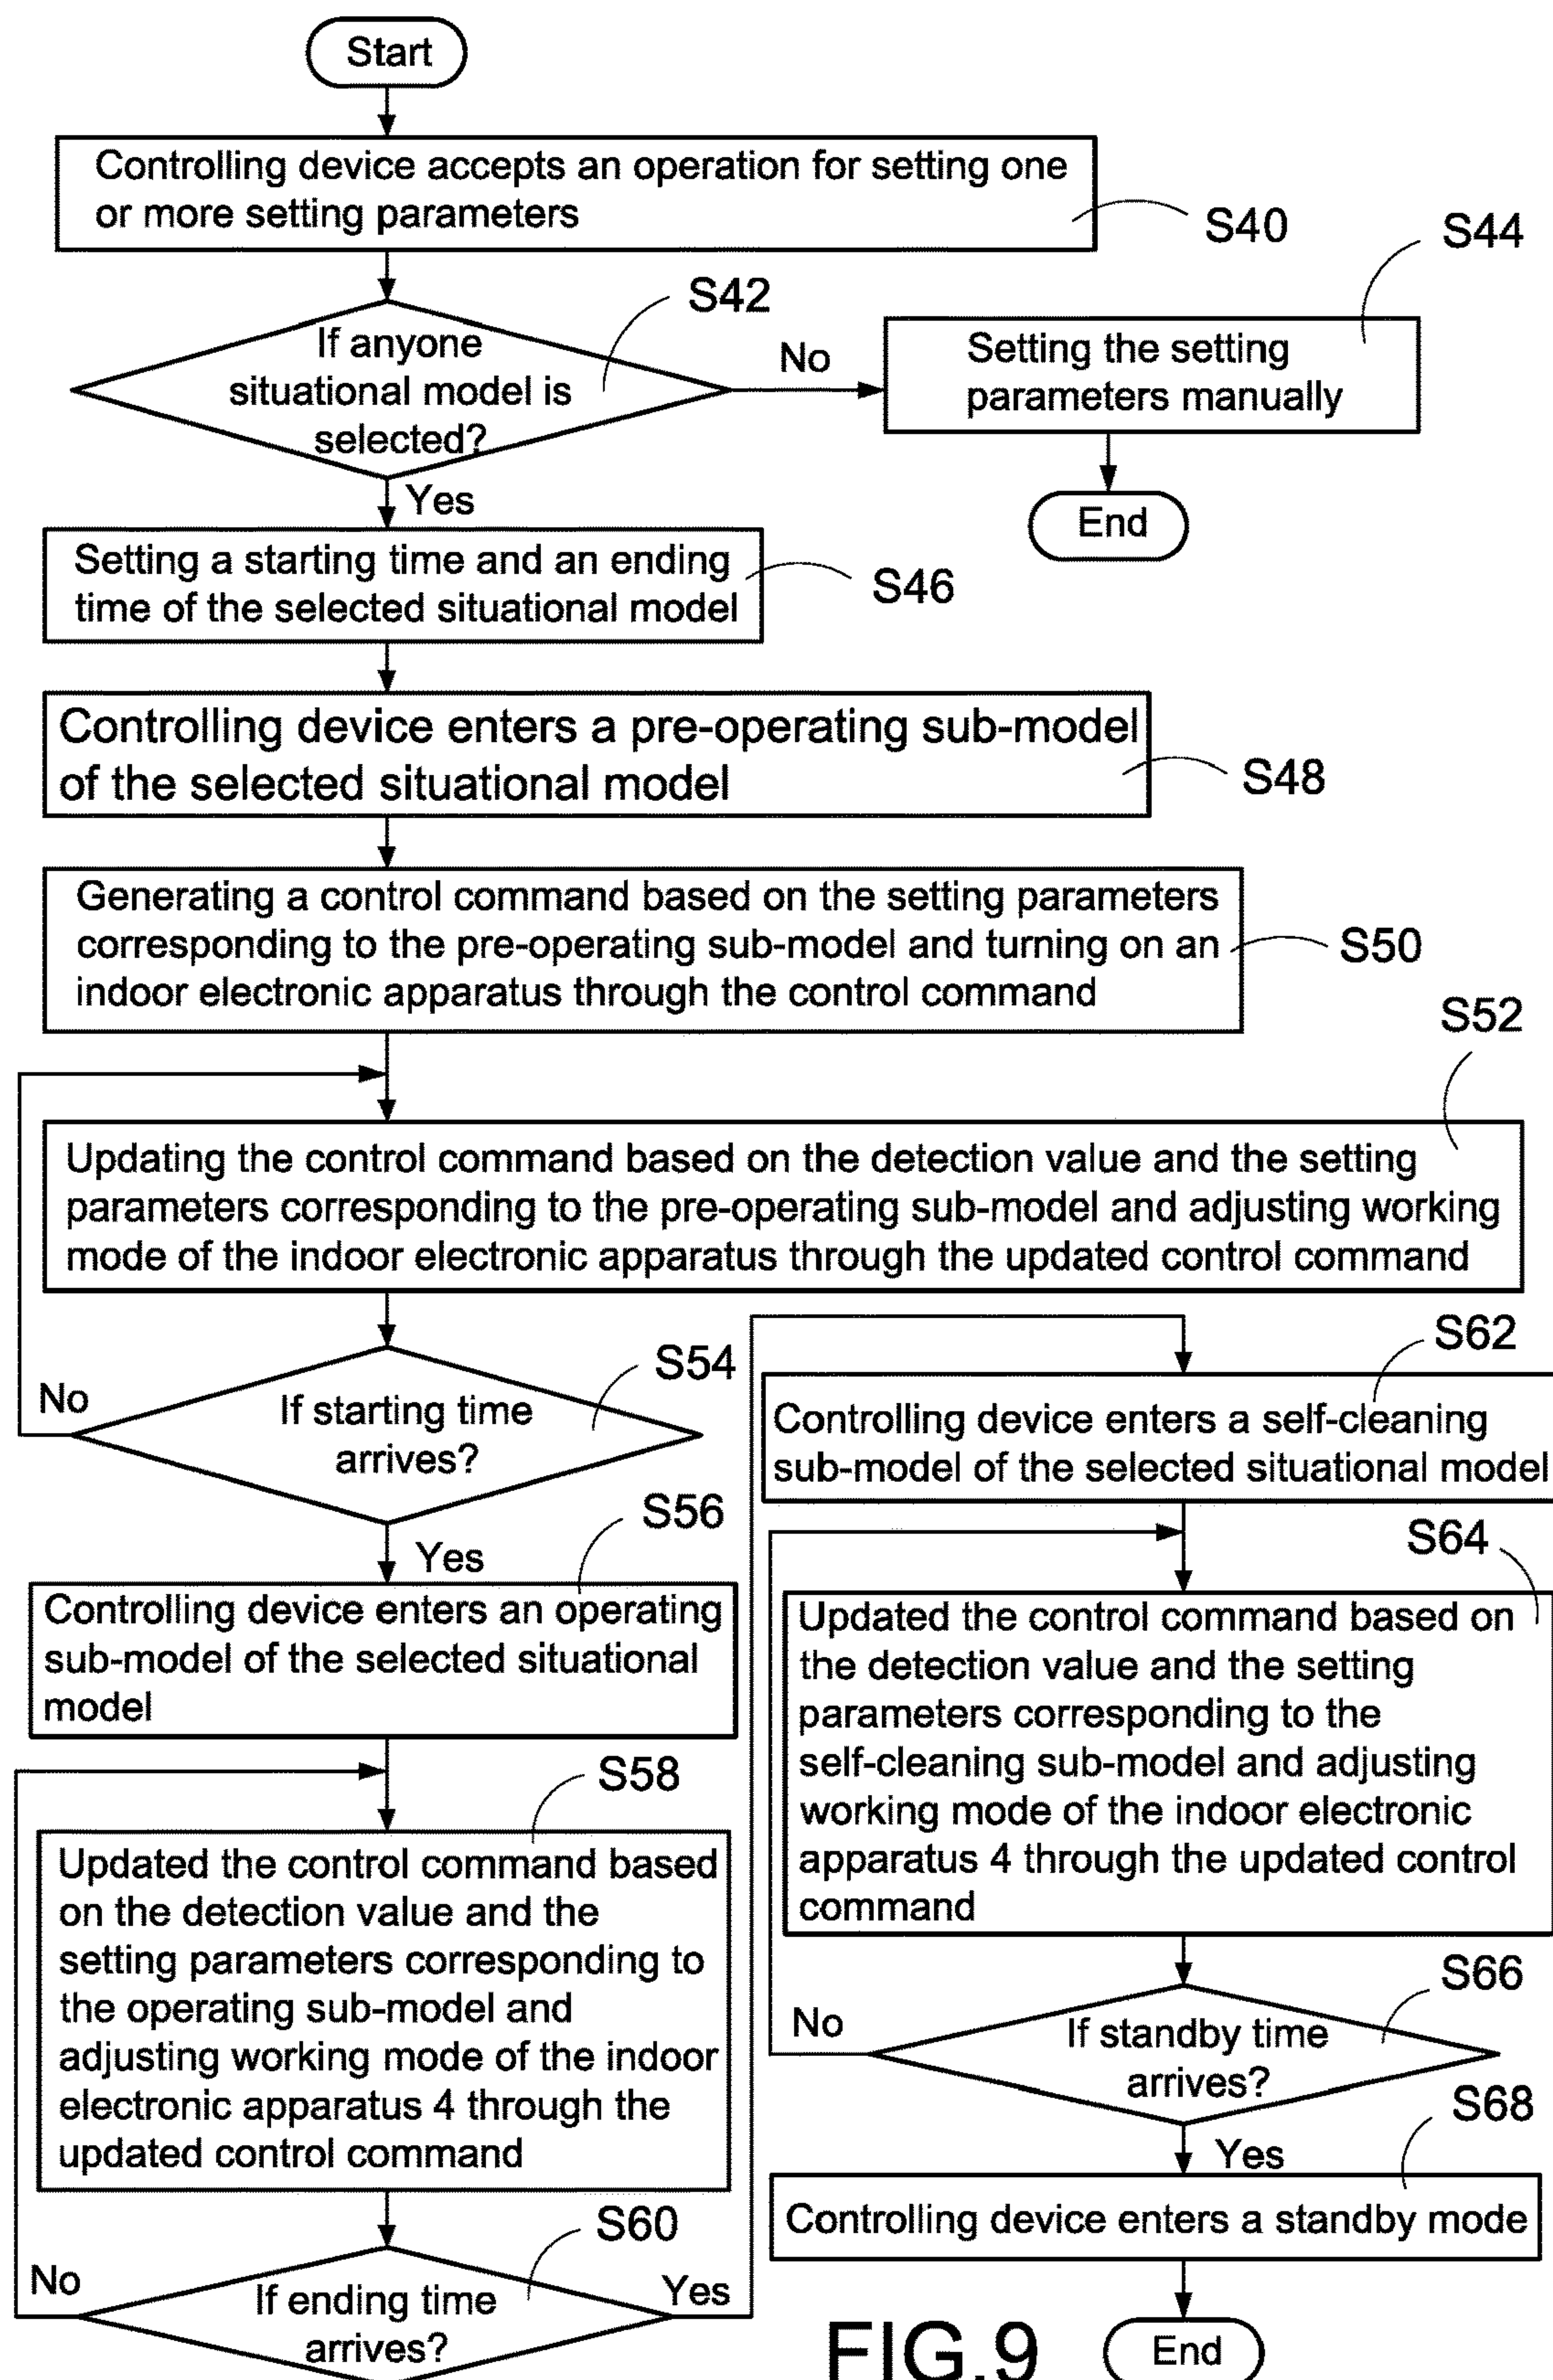 Start
Controlling device accepts an operation for setting one
or more setting parameters
S40
S44
S42
If anyone
situational model is
selected?
No
Setting the setting
parameters manually
End
Yes
Setting a starting time and an ending
time of the selected situational model
S46
Controlling device enters a pre-operating sub-model
of the selected situational model
S48
Generating a control command based on the setting parameters
corresponding to the pre-operating sub-model and turning on an
indoor electronic apparatus through the control command
S50
S52
Updating the control command based on the detection value and the setting
parameters corresponding to the pre-operating sub-model and adjusting working
mode of the indoor electronic apparatus through the updated control command
S54
No
If starting time
arrives?
Yes
S56
Controlling device enters an operating
sub-model of the selected situational
model
S58
Updated the control command based
on the detection value and the
setting parameters corresponding to
the operating sub-model and
adjusting working mode of the indoor
electronic apparatus 4 through the
updated control command
S60
No
If ending time
arrives?
Yes
S62
Controlling device enters a self-cleaning
sub-model of the selected situational model
S64
Updated the control command based on
the detection value and the setting
parameters corresponding to the
self-cleaning sub-model and adjusting
working mode of the indoor electronic
apparatus 4 through the updated control
command
S66
No
If standby time
arrives?
S68
Yes
Controlling device enters a standby mode
End
FIG.9